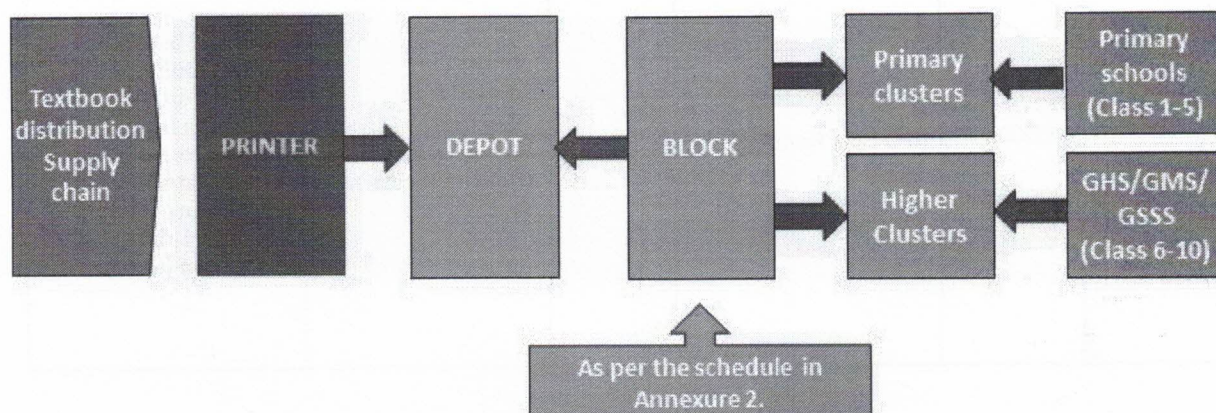 Textbook
distribution
Supply
chain
PRINTER
DEPOT
BLOCK
Primary
clusters
Primary
schools
(Class 1-5)
Higher
Clusters
GHS/GMS/
GSSS
(Class 6-10)
As per the schedule in
Annexure 2.